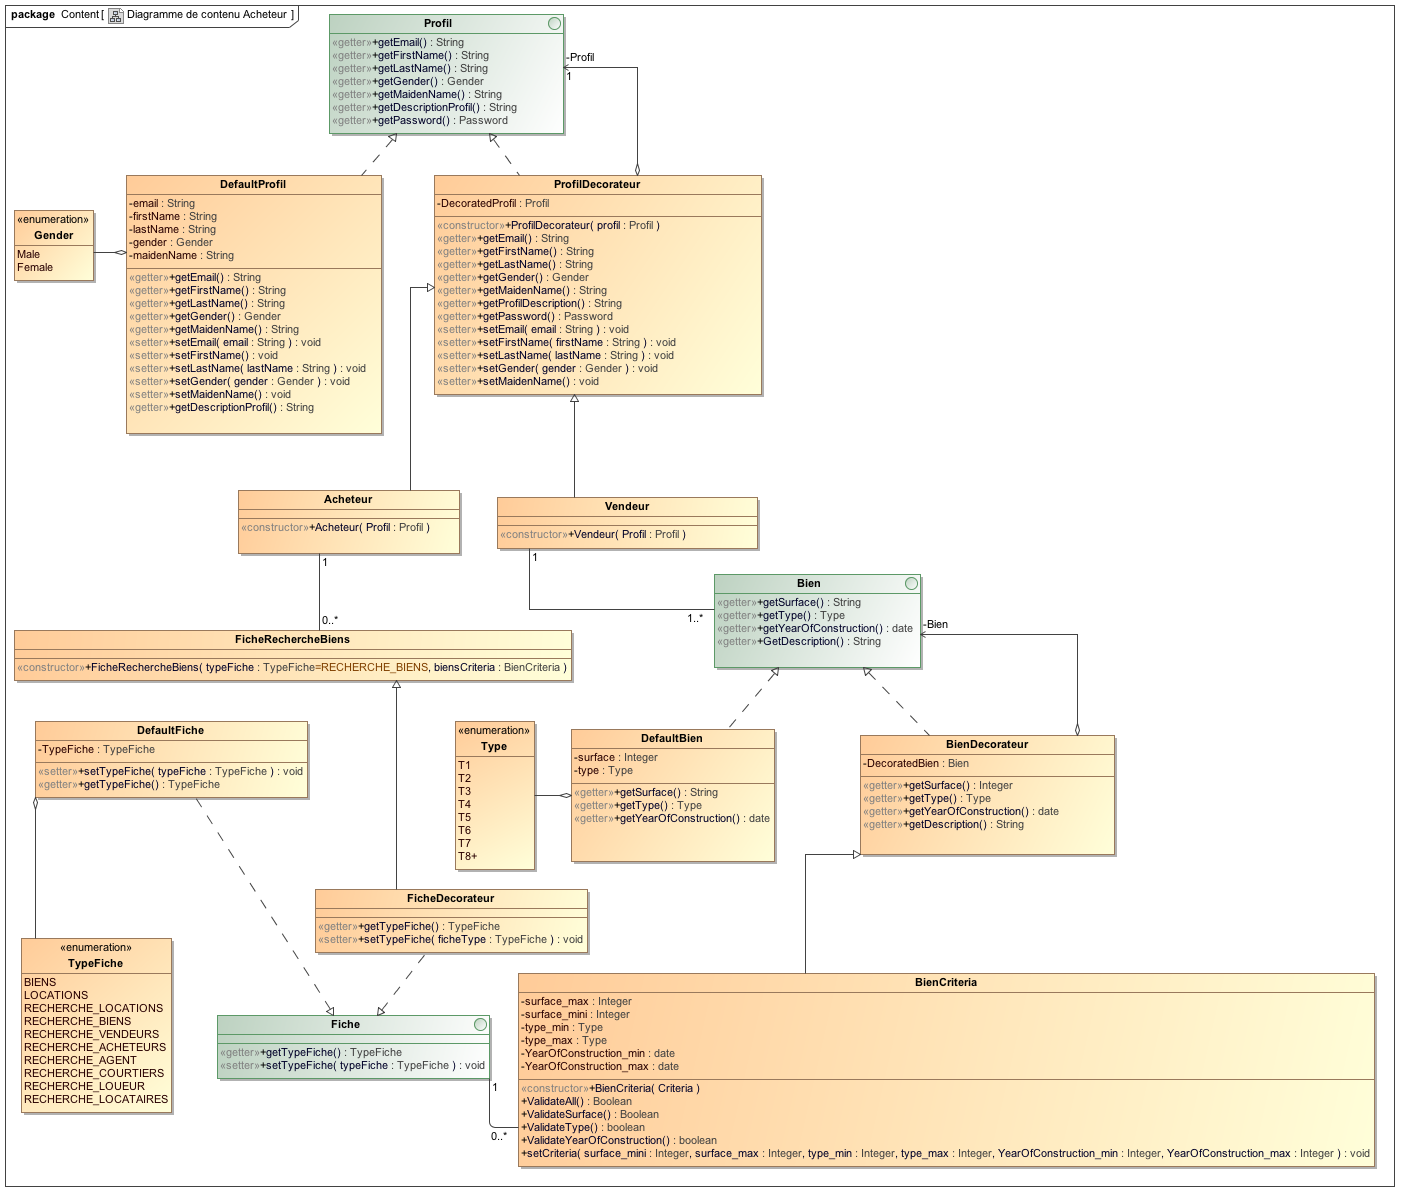 package Content [ Diagramme de contenu Acheteur ]
Profil
«getter»+getEmail() : String
«getter»+getFirstName() : String
«getter»+getLastName() : String
«getter»+getGender() : Gender
«getter»+getMaidenName() : String
«getter»+getDescriptionProfil() : String
«getter»+getPassword() : Password
-Profil
1
DefaultProfil
-email : String
-firstName : String
-lastName : String
-gender : Gender
-maidenName : String
«getter»+getEmail() : String
«getter»+getFirstName() : String
«getter»+getLastName() : String
«getter»+getGender() : Gender
«getter»+getMaidenName() : String
«setter»+setEmail( email : String ) : void
«setter»+setFirstName() : void
«setter»+setLastName( lastName : String ) : void
«setter»+setGender( gender : Gender ) : void
«setter»+setMaidenName() : void
«getter»+getDescriptionProfil() : String
«enumeration»
Gender
Male
Female
ProfilDecorateur
-DecoratedProfil : Profil
«constructor»+ProfilDecorateur( profil : Profil )
«getter»+getEmail() : String
«getter»+getFirstName() : String
«getter»+getLastName() : String
«getter»+getGender() : Gender
«getter»+getMaidenName() : String
«getter»+getProfilDescription() : String
«getter»+getPassword() : Password
«setter»+setEmail( email : String ) : void
«setter»+setFirstName( firstName : String ) : void
«setter»+setLastName( lastName : String ) : void
«setter»+setGender( gender : Gender ) : void
«setter»+setMaidenName() : void
Acheteur
«constructor»+Acheteur( Profil : Profil )
1
0..*
Vendeur
«constructor»+Vendeur( Profil : Profil )
1
1..*
Bien
«getter»+getSurface() : String
«getter»+getType() : Type
«getter»+getYearOfConstruction() : date
«getter»+GetDescription() : String
-Bien
FicheRechercheBiens
«constructor»+FicheRechercheBiens( typeFiche : TypeFiche=RECHERCHE_BIENS, biensCriteria : BienCriteria )
DefaultFiche
-TypeFiche : TypeFiche
«setter»+setTypeFiche( typeFiche : TypeFiche ) : void
«getter»+getTypeFiche() : TypeFiche
«enumeration»
Type
T1
T2
T3
T4
T5
T6
T7
T8+
DefaultBien
-surface : Integer
-type : Type
«getter»+getSurface() : String
«getter»+getType() : Type
«getter»+getYearOfConstruction() : date
BienDecorateur
-DecoratedBien : Bien
«getter»+getSurface() : Integer
«getter»+getType() : Type
«getter»+getYearOfConstruction() : date
«getter»+getDescription() : String
FicheDecorateur
«getter»+getTypeFiche() : TypeFiche
«setter»+setTypeFiche( ficheType : TypeFiche ) : void
«enumeration»
TypeFiche
BIENS
LOCATIONS
RECHERCHE_LOCATIONS
RECHERCHE_BIENS
RECHERCHE_VENDEURS
RECHERCHE_ACHETEURS
RECHERCHE_AGENT
RECHERCHE_COURTIERS
RECHERCHE_LOUEUR
RECHERCHE_LOCATAIRES
Fiche
«getter»+getTypeFiche() : TypeFiche
«setter»+setTypeFiche( typeFiche : TypeFiche ) : void
1
0..*
BienCriteria
-surface_max : Integer
-surface_mini : Integer
-type_min : Type
-type_max : Type
-YearOfConstruction_min : date
-YearOfConstruction_max : date
«constructor»+BienCriteria( Criteria )
+ValidateAll() : Boolean
+ValidateSurface() : Boolean
+ValidateType() : boolean
+ValidateYearOfConstruction() : boolean
+setCriteria( surface_mini : Integer, surface_max : Integer, type_min : Integer, type_max : Integer, YearOfConstruction_min : Integer, YearOfConstruction_max : Integer ) : void